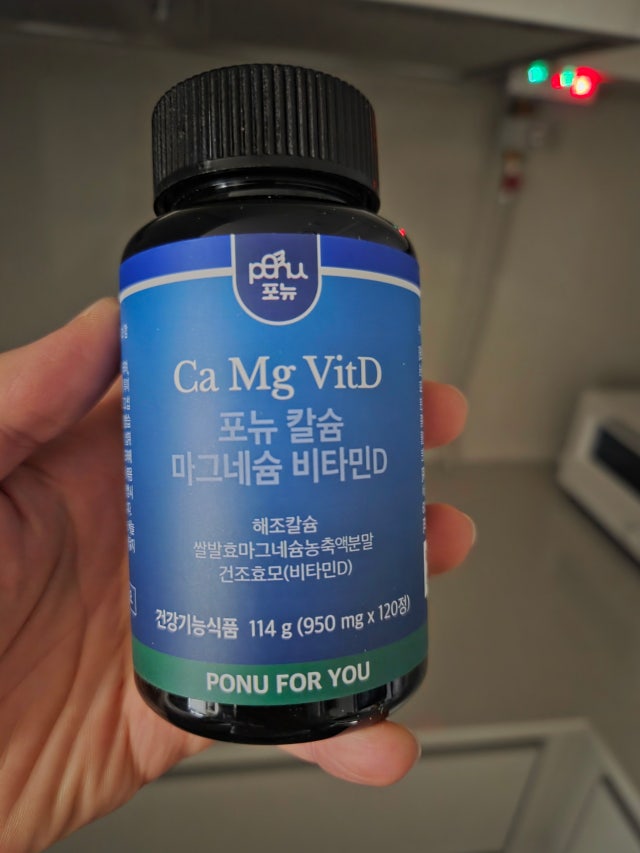 ponu
포뉴
Ca Mg VitD
포뉴 칼슘
마그네슘 비타민D
해조칼슘
쌀발효마그네슘농축액분말
건조효모(비타민D)
건강기능식품 114 g (950 mg x 120정)
PONU FOR YOU